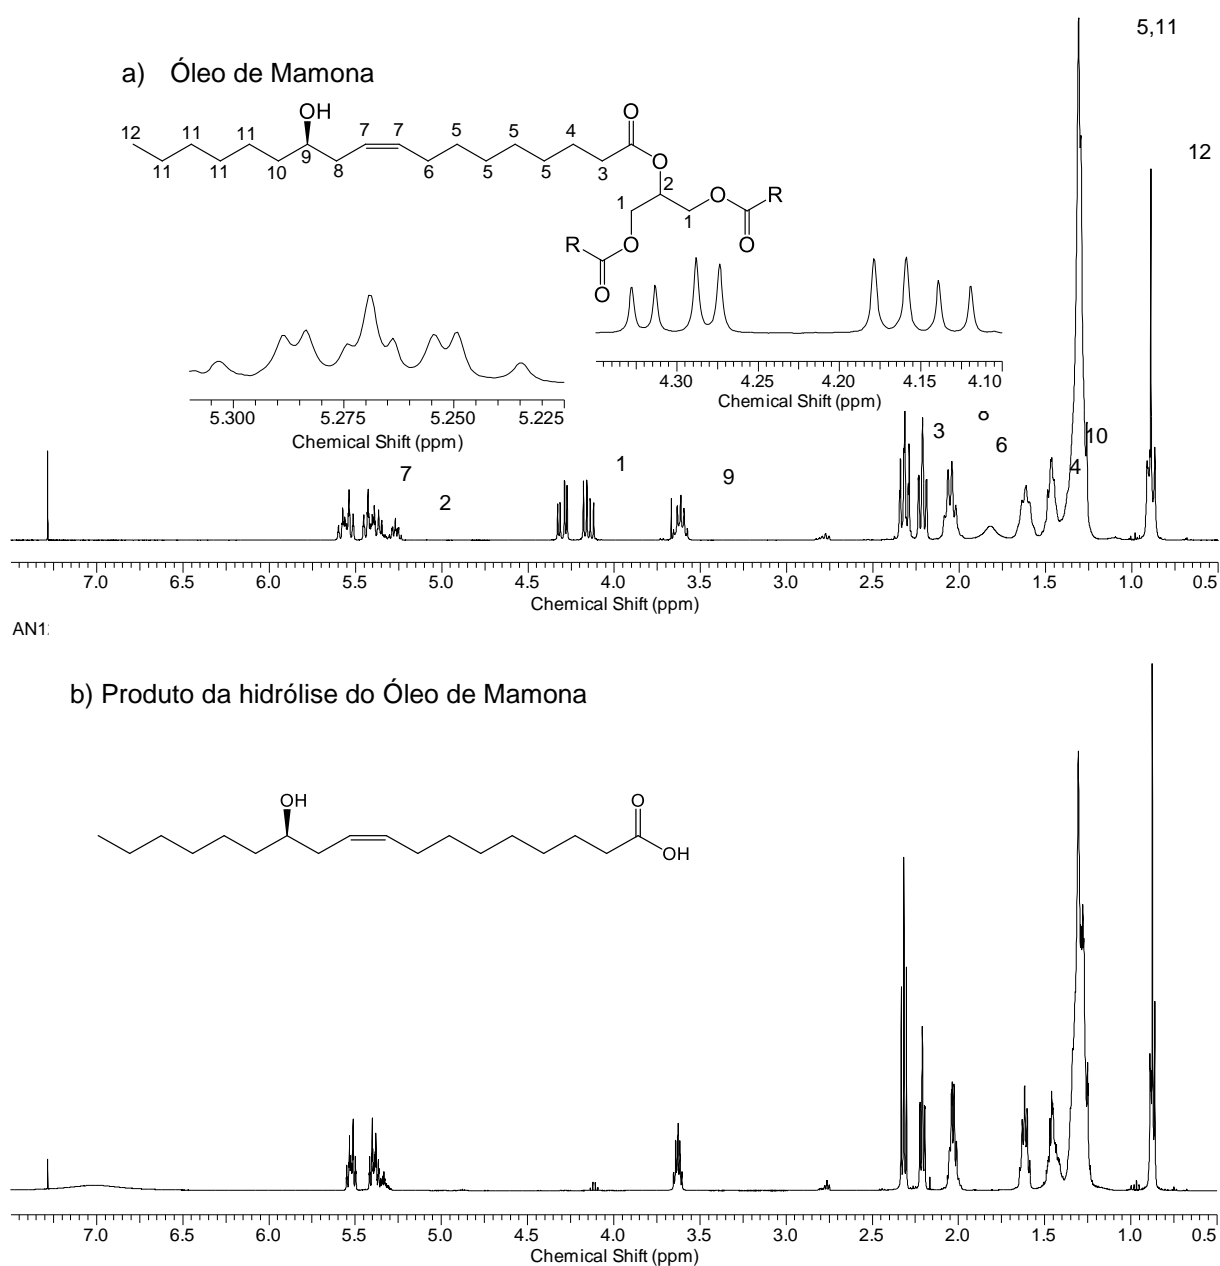 5,11
a) Óleo de Mamona
OH
O
12 11 11 9 7 7 5 5 4
11 11 10 8 6 5 5 3
12
O
2
O R
1 1
R O O
O
4.30 4.25 4.20 4.15 4.10
Chemical Shift (ppm)
5.300 5.275 5.250 5.225
Chemical Shift (ppm)
3 6 10
7 1 9 4
2
7.0 6.5 6.0 5.5 5.0 4.5 4.0 3.5 3.0 2.5 2.0 1.5 1.0 0.5
Chemical Shift (ppm)
AN1
b) Produto da hidrólise do Óleo de Mamona
OH O
OH
7.0 6.5 6.0 5.5 5.0 4.5 4.0 3.5 3.0 2.5 2.0 1.5 1.0 0.5
Chemical Shift (ppm)